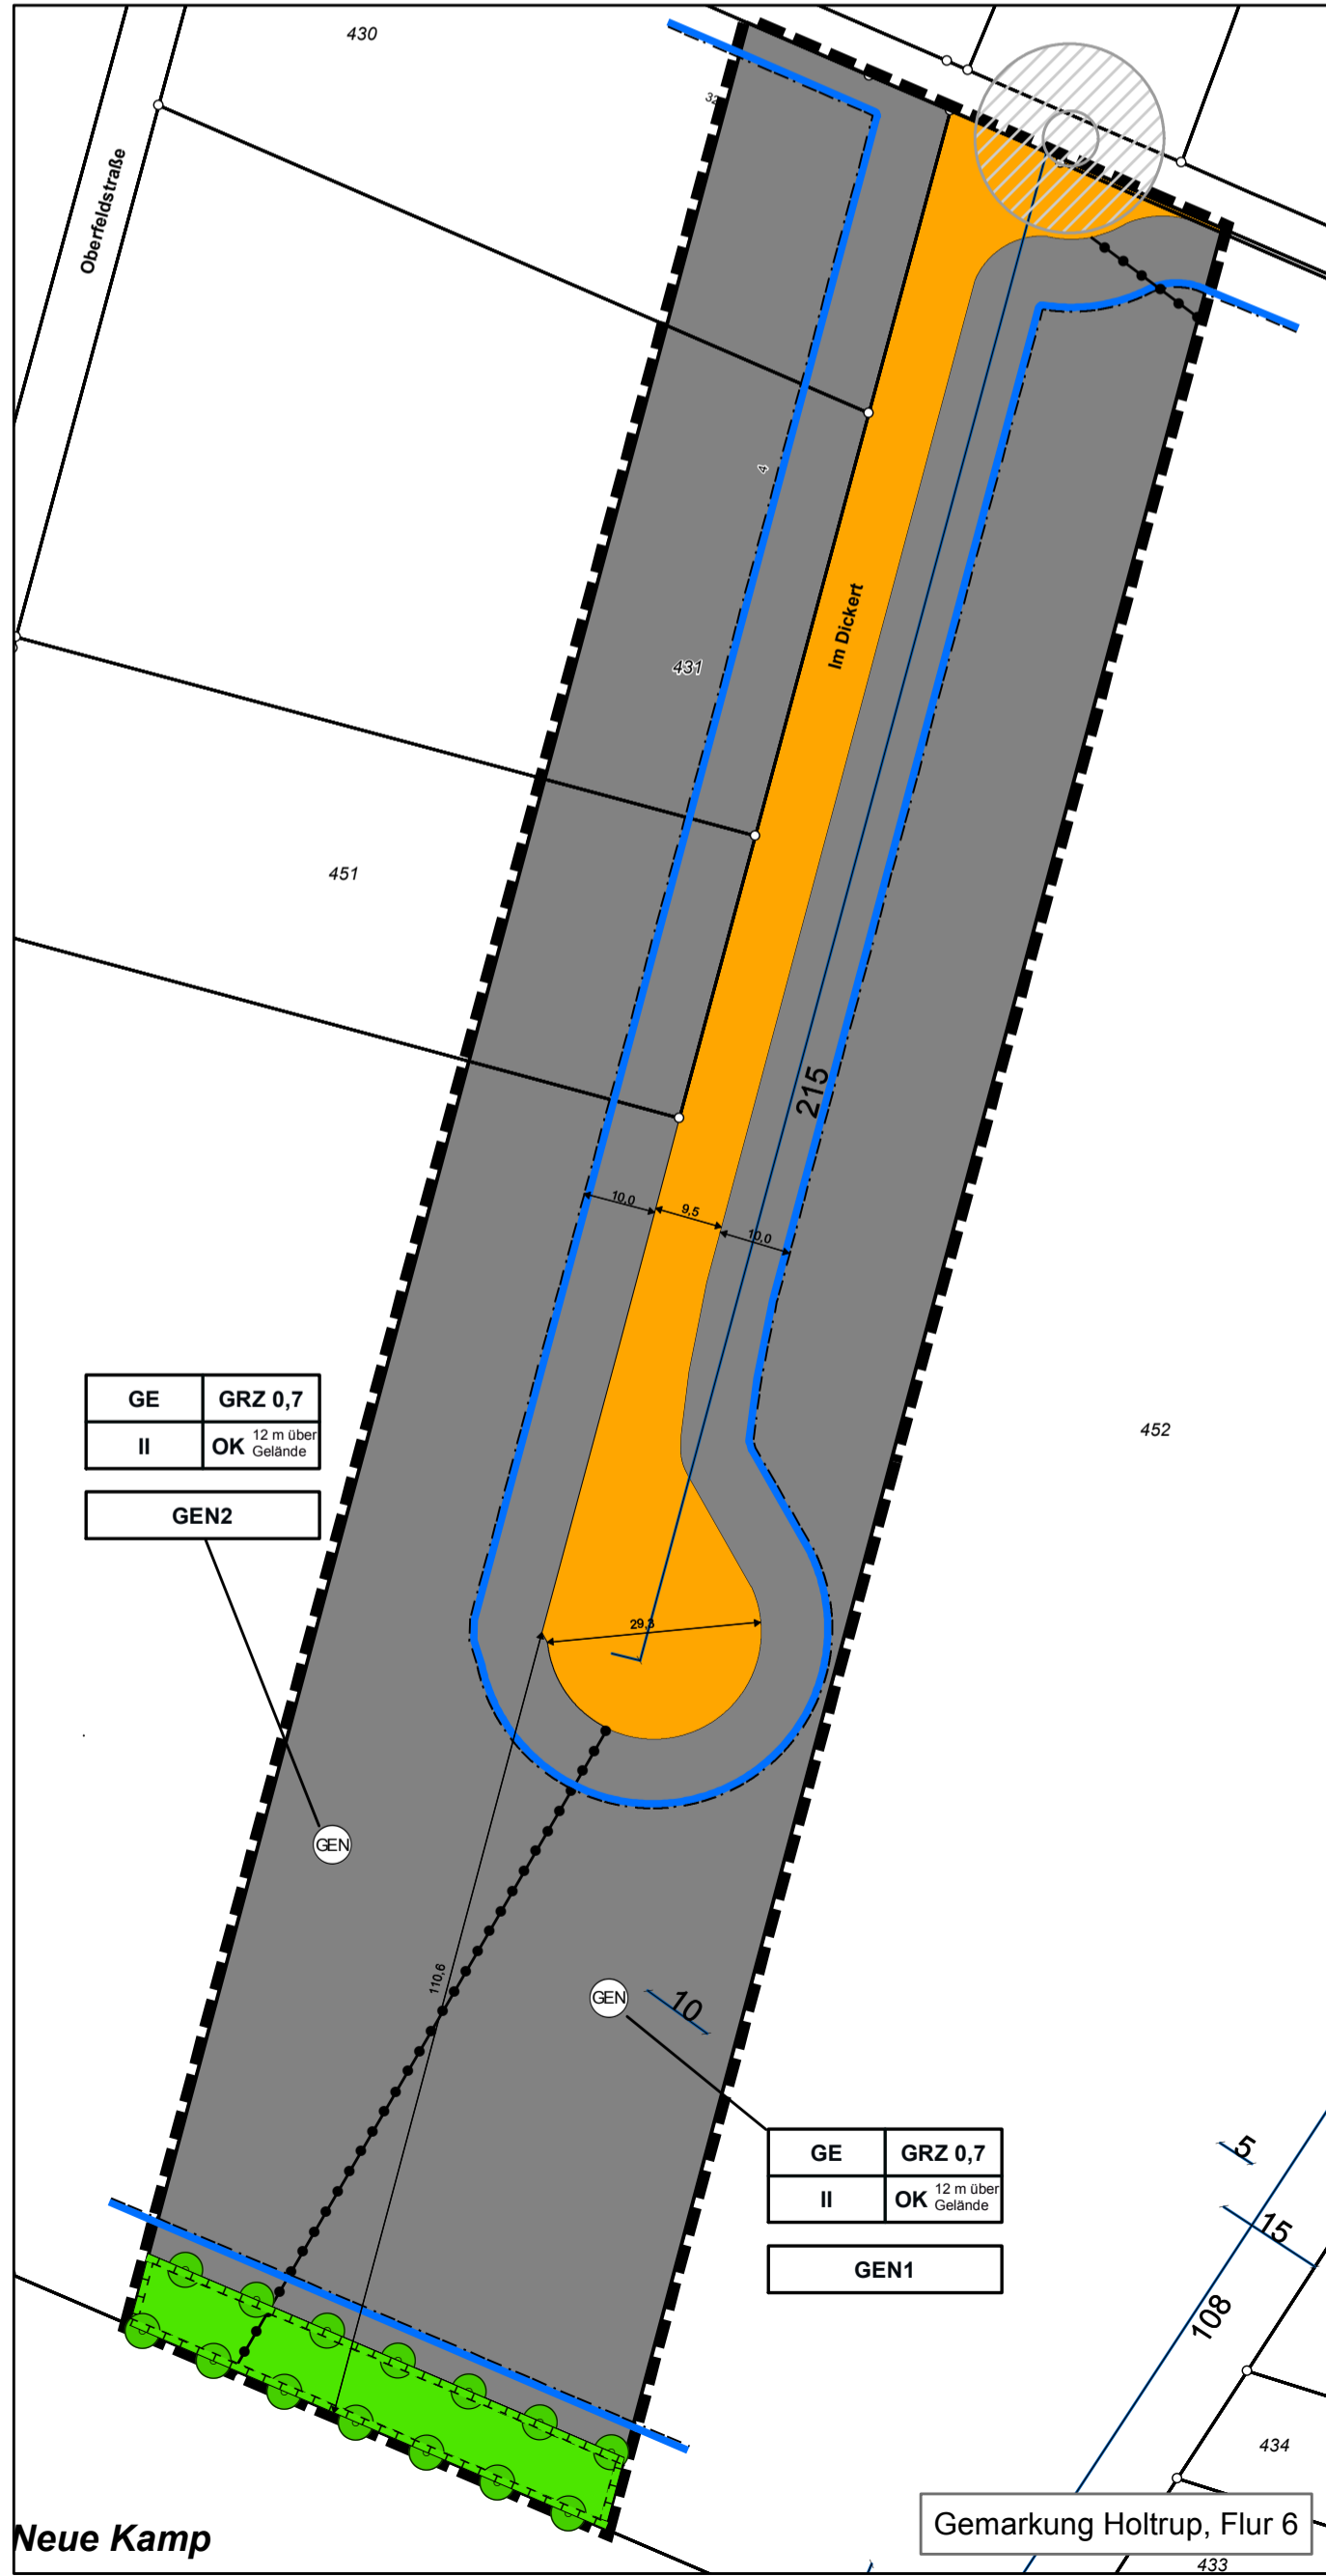 430
32
Oberfeldstraße
4
Im Dickert
431
451
215
10,0
9,5
10,0
GE GRZ 0,7
II OK 12 m über Gelände
GEN2
452
29,3
GEN
110,6
GEN
10
GE GRZ 0,7
II OK 12 m über Gelände
GEN1
5
15
108
434
Gemarkung Holtrup, Flur 6
Neue Kamp
433